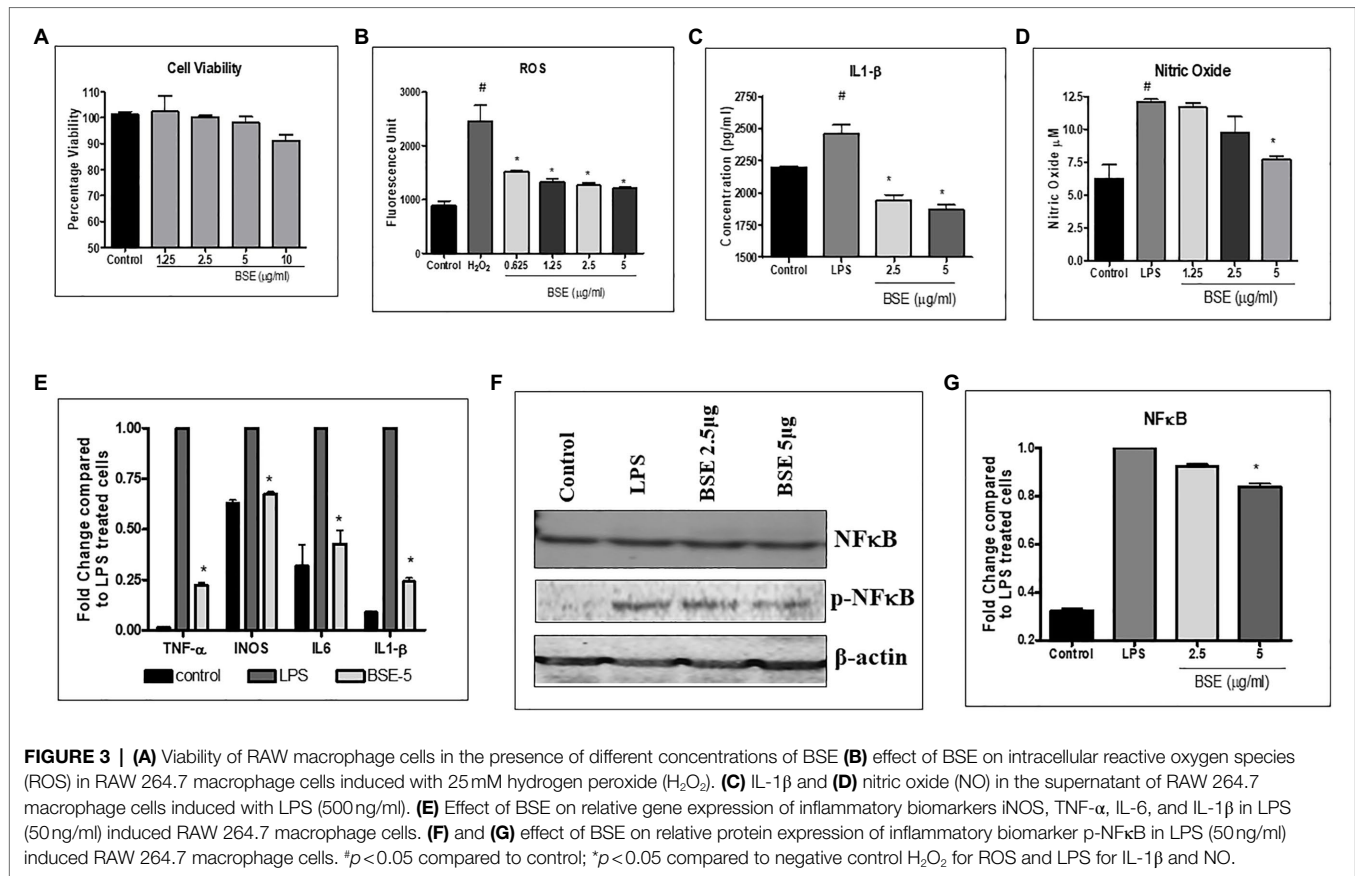 A
Cell Viability
Percentage Viability
110
100
90
80
70
60
50
Control
1.25
2.5
5
10
BSE (µg/ml)
B
ROS
#
Fluorescence Unit
3000
2000
1000
0
*
*
*
*
Control
H₂O₂
0.625
1.25
2.5
5
BSE (µg/ml)
C
IL1-β
#
Concentration (pg/ml)
2750
2500
2250
2000
1750
1500
*
*
Control
LPS
2.5
5
BSE (µg/ml)
D
Nitric Oxide
#
Nitric Oxide µM
12.5
10.0
7.5
5.0
2.5
0.0
*
Control
LPS
1.25
2.5
5
BSE (µg/ml)
E
Fold Change compared
to LPS treated cells
1.00
0.75
0.50
0.25
0.00
*
*
*
*
TNF-α
INOS
IL6
IL1-β
control
LPS
BSE-5
F
Control
LPS
BSE 2.5µg
BSE 5µg
NFκB
p-NFκB
β-actin
G
NFκB
Fold Change compared
to LPS treated cells
1.0
0.8
0.6
0.4
0.2
*
Control
LPS
2.5
5
BSE (µg/ml)
FIGURE 3 | (A) Viability of RAW macrophage cells in the presence of different concentrations of BSE (B) effect of BSE on intracellular reactive oxygen species
(ROS) in RAW 264.7 macrophage cells induced with 25 mM hydrogen peroxide (H₂O₂). (C) IL-1β and (D) nitric oxide (NO) in the supernatant of RAW 264.7
macrophage cells induced with LPS (500 ng/ml). (E) Effect of BSE on relative gene expression of inflammatory biomarkers iNOS, TNF-α, IL-6, and IL-1β in LPS
(50 ng/ml) induced RAW 264.7 macrophage cells. (F) and (G) effect of BSE on relative protein expression of inflammatory biomarker p-NFκB in LPS (50 ng/ml)
induced RAW 264.7 macrophage cells. #p < 0.05 compared to control; *p < 0.05 compared to negative control H₂O₂ for ROS and LPS for IL-1β and NO.